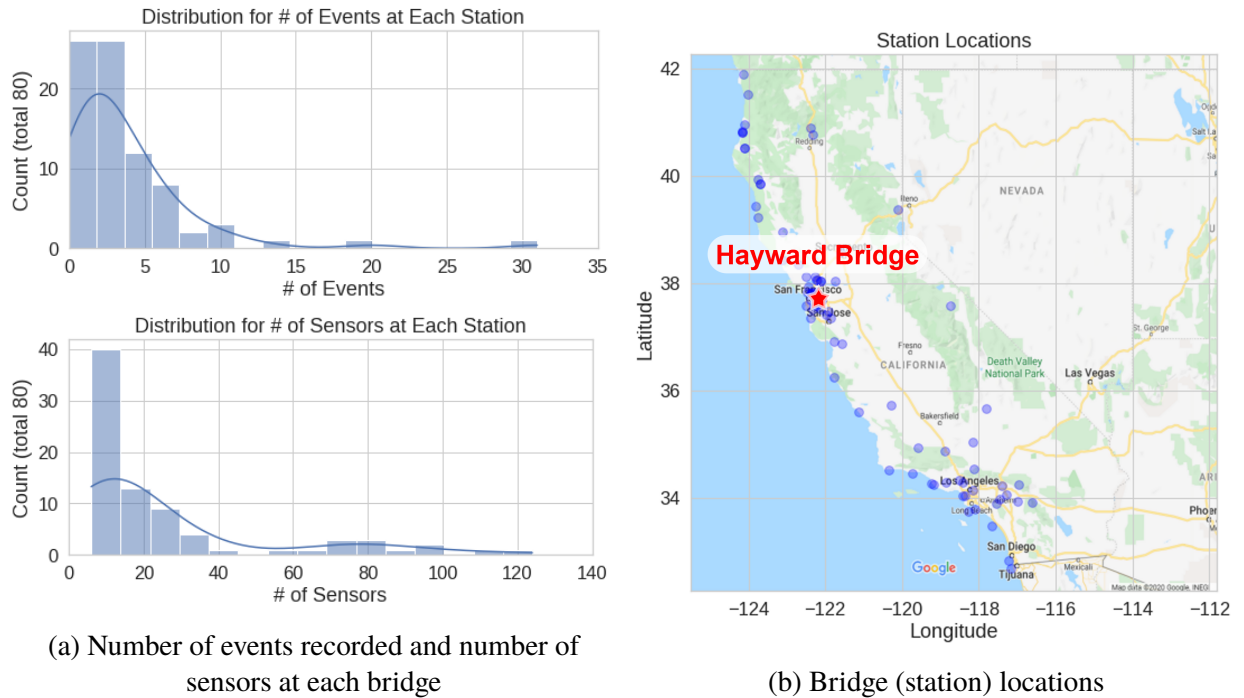 Distribution for # of Events at Each Station
Count (total 80)
20
10
0
0 5 10 15 20 25 30 35
# of Events
Distribution for # of Sensors at Each Station
Count (total 80)
40
30
20
10
0
0 20 40 60 80 100 120 140
# of Sensors
(a) Number of events recorded and number of
sensors at each bridge
Station Locations
Latitude
42
40
38
36
34
Redding
Reno
NEVADA
Salt L
Hayward Bridge
San Francisco
San Jose
Fresno
CALIFORNIA
Death Valley
National Park
St. George
Las Vegas
Bakersfield
Los Angeles
Long Beach
Phoe
San Diego
Tijuana
Mexicali
Google
Map data ©2020 Google, INEGI
−124 −122 −120 −118 −116 −114 −112
Longitude
(b) Bridge (station) locations